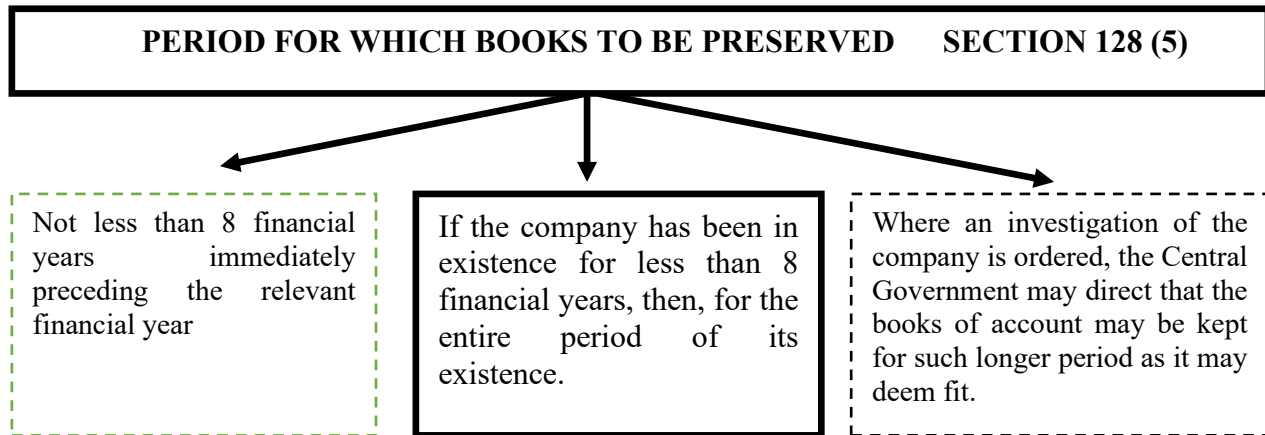 PERIOD FOR WHICH BOOKS TO BE PRESERVED SECTION 128 (5)
Not less than 8 financial
years immediately
preceding the relevant
financial year
If the company has been in
existence for less than 8
financial years, then, for the
entire period of its
existence.
Where an investigation of the
company is ordered, the Central
Government may direct that the
books of account may be kept
for such longer period as it may
deem fit.